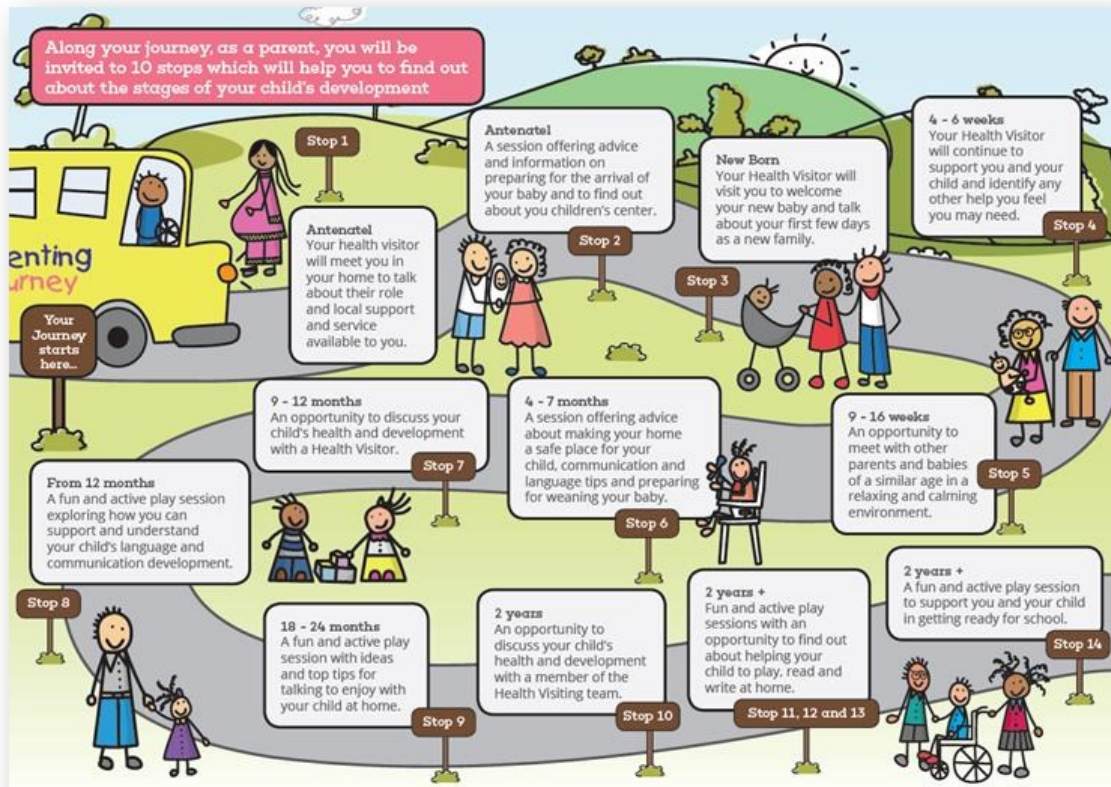 Along your journey, as a parent, you will be
invited to 10 stops which will help you to find out
about the stages of your child's development
enting
urney
Your
Journey
starts
here...
Stop 1
Antenatel
Your health visitor
will meet you in
your home to talk
about their role
and local support
and service
available to you.
Antenatel
A session offering advice
and information on
preparing for the arrival of
your baby and to find out
about you children's center.
Stop 2
New Born
Your Health Visitor will
visit you to welcome
your new baby and talk
about your first few days
as a new family.
Stop 3
4 - 6 weeks
Your Health Visitor
will continue to
support you and your
child and identify any
other help you feel
you may need.
Stop 4
9 - 16 weeks
An opportunity to
meet with other
parents and babies
of a similar age in a
relaxing and calming
environment.
Stop 5
4 - 7 months
A session offering advice
about making your home
a safe place for your
child, communication and
language tips and preparing
for weaning your baby.
Stop 6
9 - 12 months
An opportunity to discuss your
child's health and development
with a Health Visitor.
Stop 7
From 12 months
A fun and active play session
exploring how you can
support and understand
your child's language and
communication development.
Stop 8
18 - 24 months
A fun and active play
session with ideas
and top tips for
talking to enjoy with
your child at home.
Stop 9
2 years
An opportunity to
discuss your child's
health and development
with a member of the
Health Visiting team.
Stop 10
2 years +
Fun and active play
sessions with an
opportunity to find out
about helping your
child to play, read and
write at home.
Stop 11, 12 and 13
2 years +
A fun and active play session
to support you and your child
in getting ready for school.
Stop 14